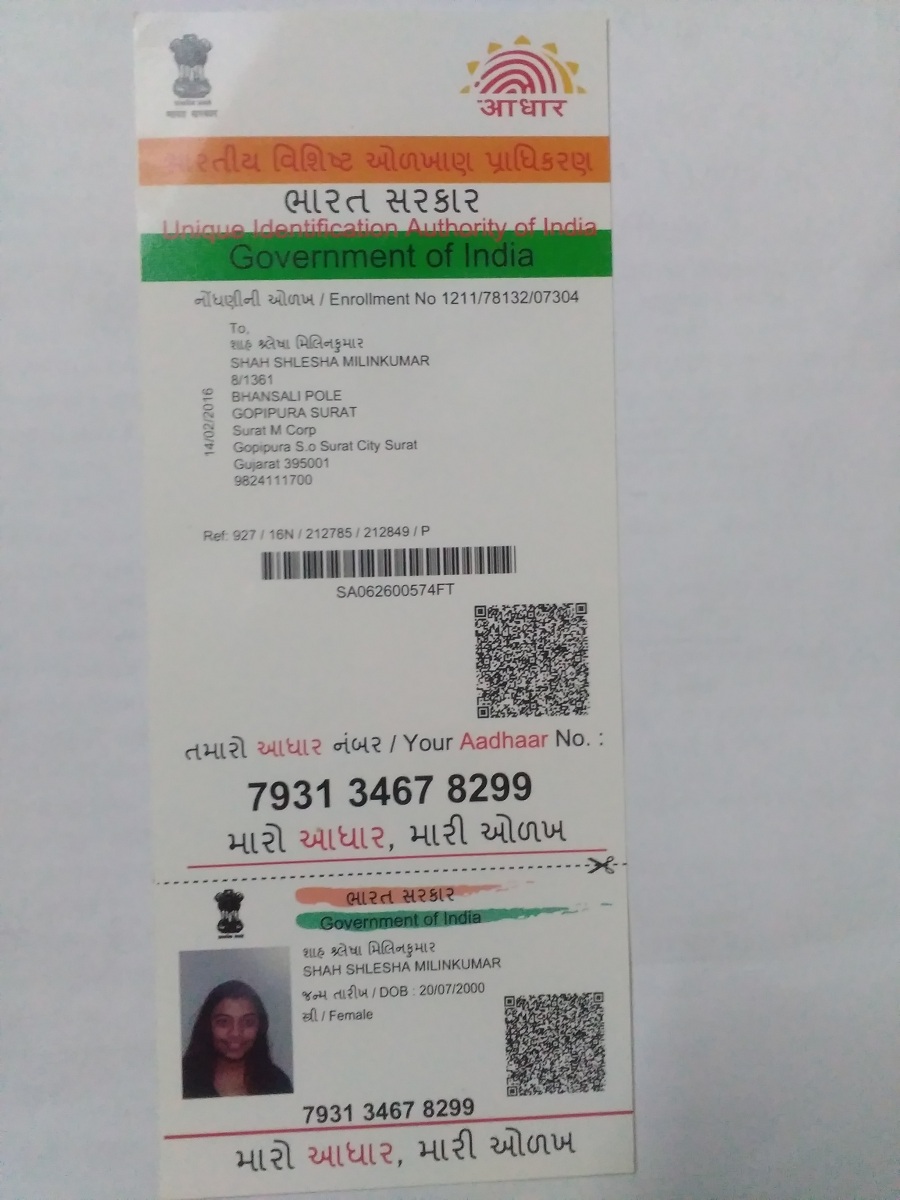 भारत सरकार
आधार
ભારતીય વિશિષ્ટ ઓળખાણ પ્રાધિકરણ
ભારત સરકાર
Unique Identification Authority of India
Government of India
નોંધણીની ઓળખ / Enrollment No 1211/78132/07304
To,
શાહ શ્લેષા મિલિનકુમાર
SHAH SHLESHA MILINKUMAR
8/1361
BHANSALI POLE
GOPIPURA SURAT
Surat M Corp
Gopipura S.o Surat City Surat
Gujarat 395001
9824111700
14/02/2016
Ref: 927 / 16N / 212785 / 212849 / P
SA062600574FT
તમારો આધાર નંબર / Your Aadhaar No. :
7931 3467 8299
મારો આધાર, મારી ઓળખ
ભારત સરકાર
Government of India
શાહ શ્લેષા મિલિનકુમાર
SHAH SHLESHA MILINKUMAR
જન્મ તારીખ / DOB : 20/07/2000
સ્ત્રી / Female
7931 3467 8299
મારો આધાર, મારી ઓળખ